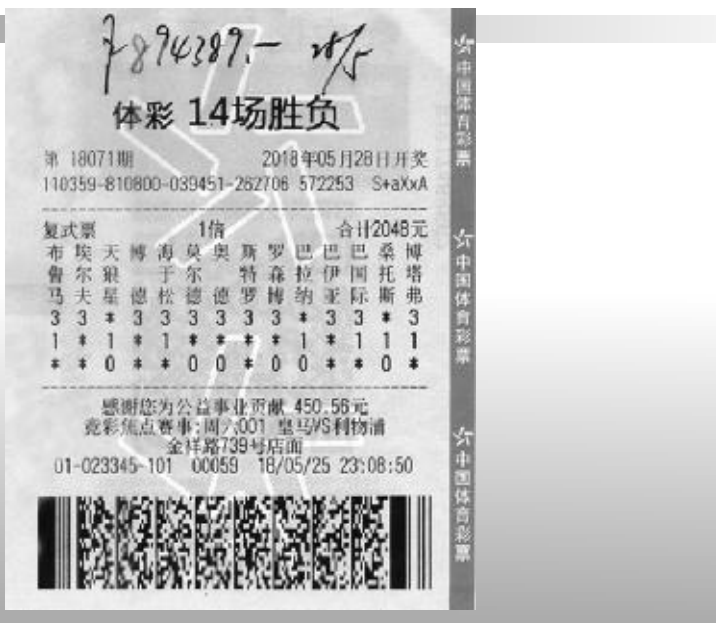 7894389.— 28/5
体彩 14场胜负
第 18071期 2018年05月28日开奖
110359-810800-039451-262706 572253 S+aXxA
复式票 1倍 合计2048元
布 埃 天 博 海 莫 奥 斯 罗 巴 巴 巴 桑 博
鲁 尔 狼 于 尔 特 森 拉 伊 国 托 塔
马 夫 星 德 松 德 德 罗 博 纳 亚 际 斯 弗
3 3 * 3 3 3 3 3 3 * 3 3 * 3
1 * 1 * 1 * * * * 1 * 1 1 1
* * 0 * * 0 0 * 0 0 * * 0 *
感谢您为公益事业贡献 450.56元
竞彩焦点赛事:周六001 皇马VS利物浦
金祥路739号店面
01-023345-101 00059 18/05/25 23:08:50
中国体育彩票
中国体育彩票
中国体育彩票